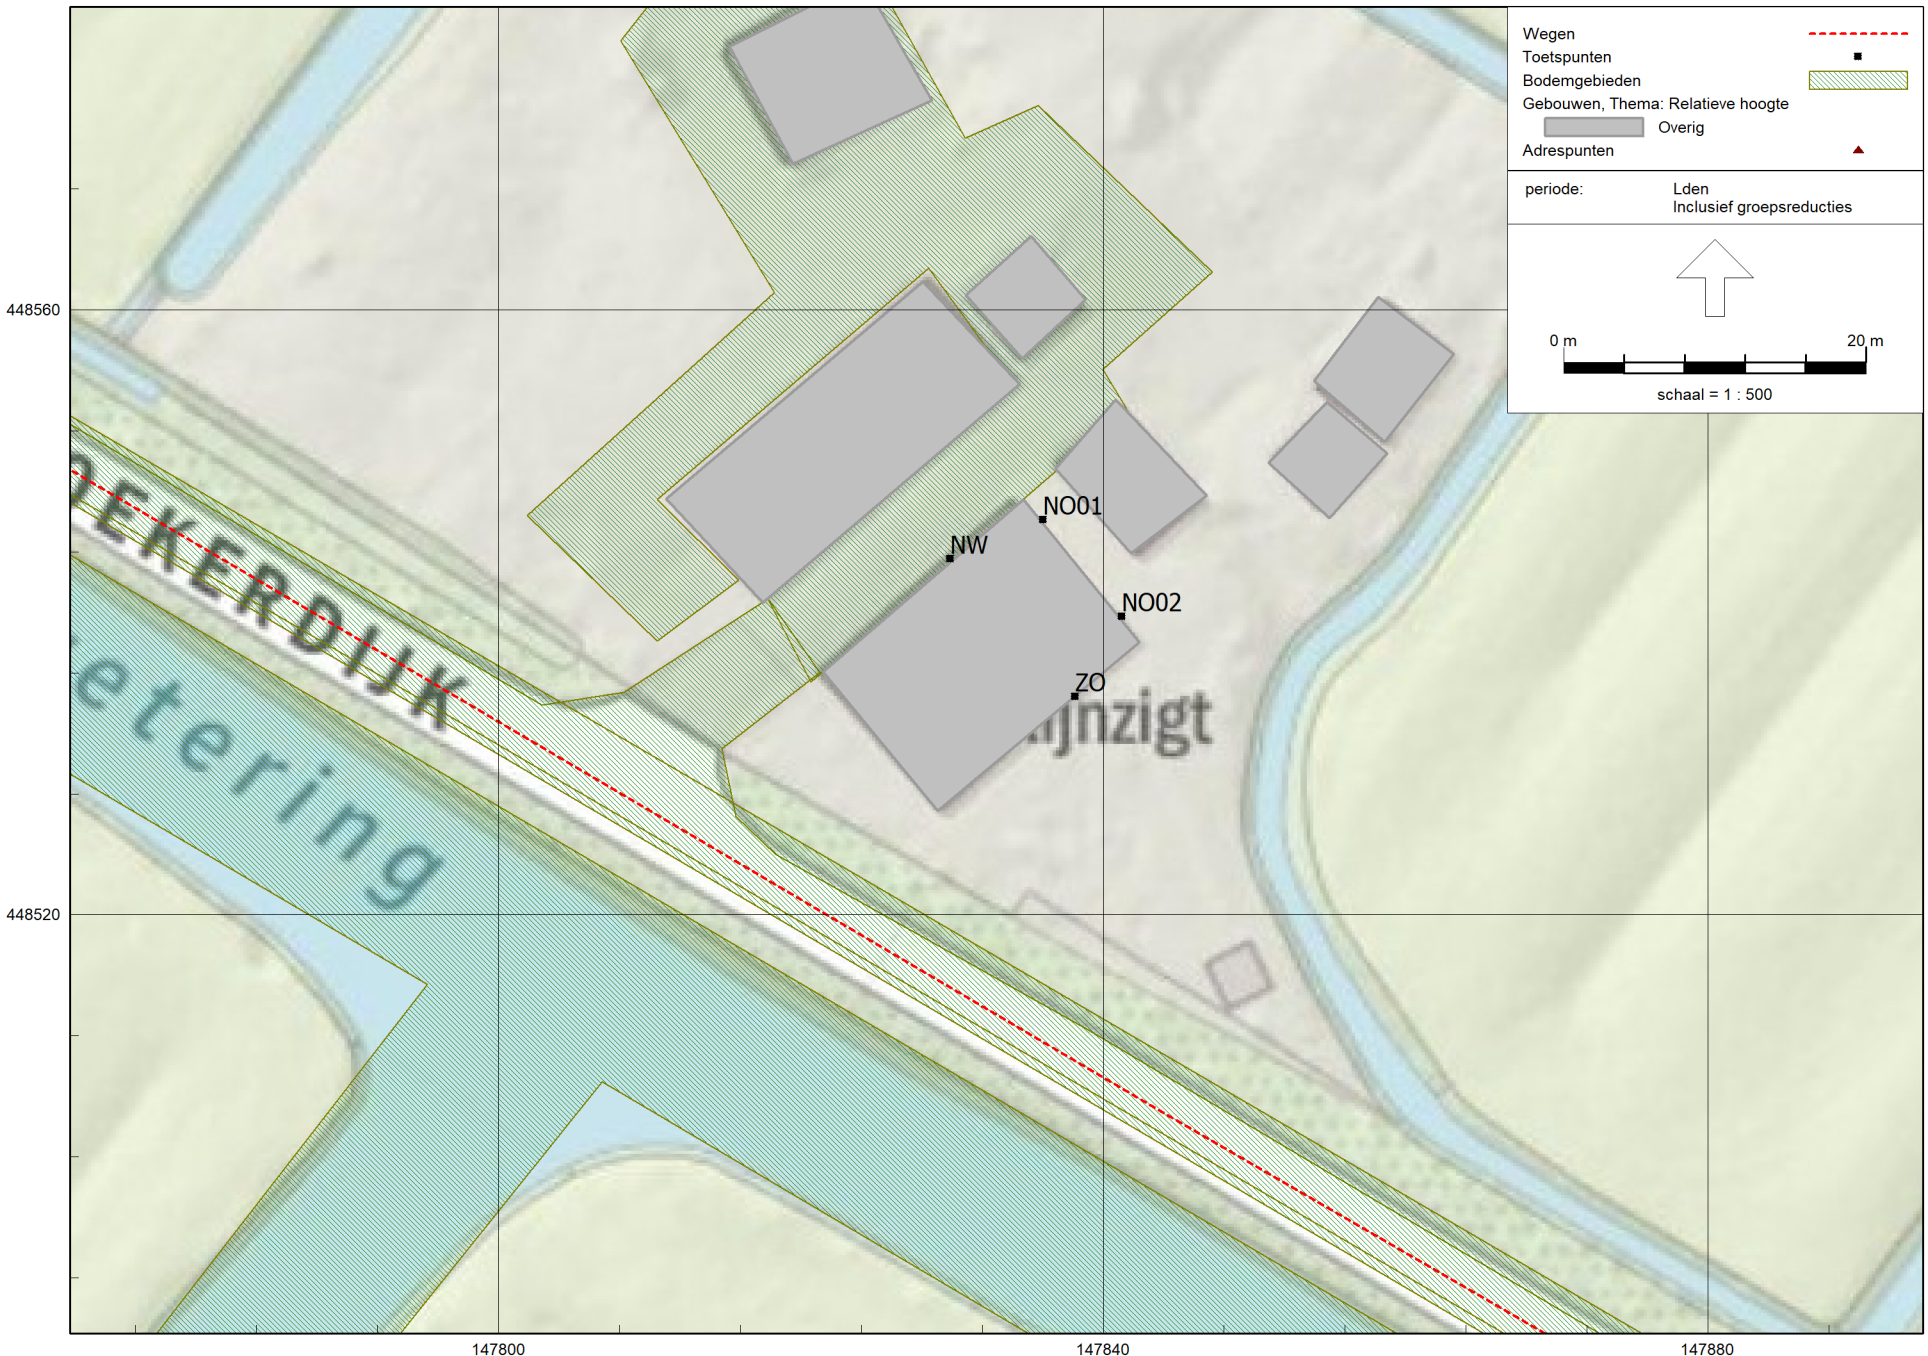 Wegen
Toetspunten
Bodemgebieden
Gebouwen, Thema: Relatieve hoogte
Overig
Adrespunten
periode: Lden
Inclusief groepsreducties
0 m 20 m
schaal = 1 : 500
448560
NO01
NW
NO02
ZO
ijnzigt
OEKERDIJK
etering
448520
147800 147840 147880